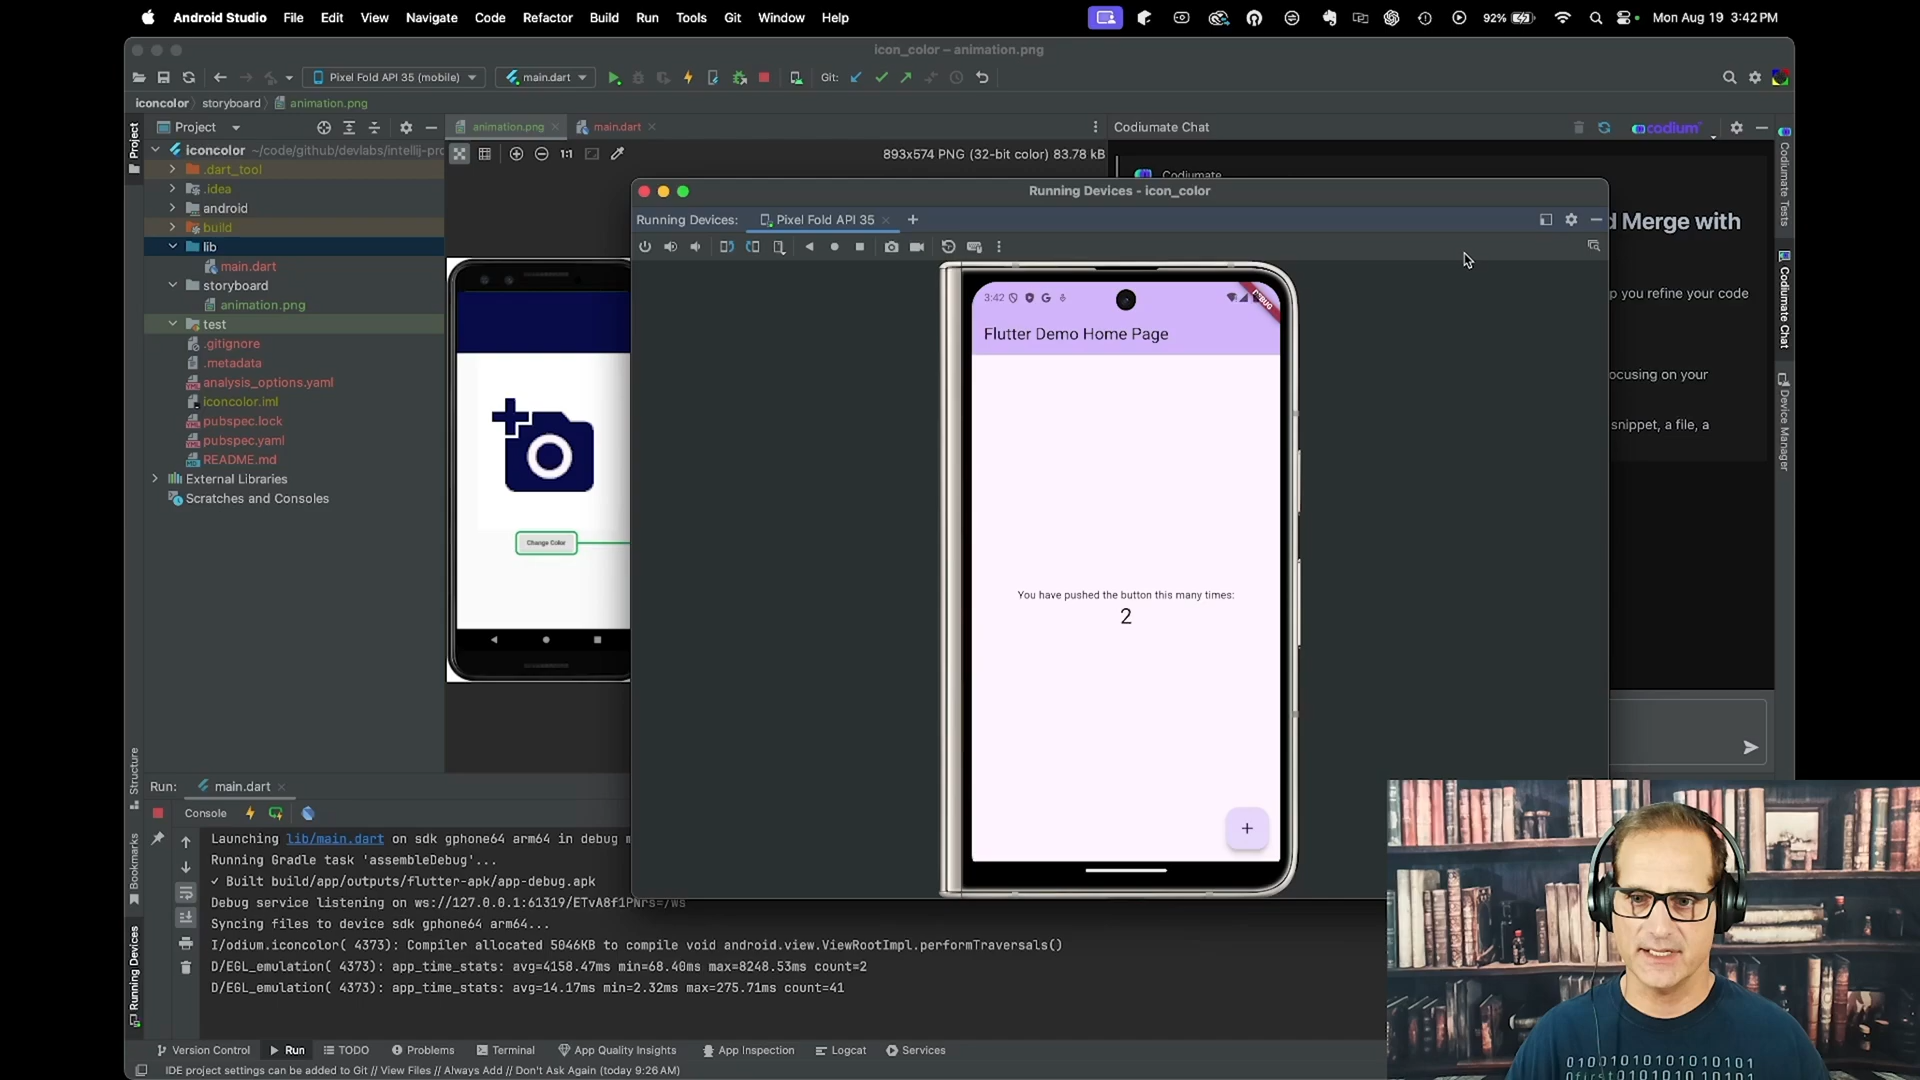 Android Studio File Edit View Navigate Code Refactor Build Run Tools Git Window Help 92% Mon Aug 19 3:42 PM
icon_color – animation.png
Pixel Fold API 35 (mobile) main.dart Git:
iconcolor storyboard animation.png
Project animation.png main.dart Codiumate Chat codium
iconcolor ~/code/github/devlabs/intellij-pro
893x574 PNG (32-bit color) 83.78 kB
1:1
.dart_tool
Codiumate
.idea
Running Devices - icon_color
android
Running Devices: Pixel Fold API 35
d Merge with
build
lib
main.dart
storyboard
p you refine your code
animation.png
3:42 G DEBUG
test
Flutter Demo Home Page
.gitignore
.metadata
ocusing on your
analysis_options.yaml
iconcolor.iml
pubspec.lock
snippet, a file, a
pubspec.yaml
README.md
External Libraries
Scratches and Consoles
Change Color
You have pushed the button this many times:
2
+
Project
Structure
Bookmarks
Running Devices
Codiumate Tests
Codiumate Chat
Device Manager
Run: main.dart
Console
Launching lib/main.dart on sdk gphone64 arm64 in debug m
Running Gradle task 'assembleDebug'...
✓ Built build/app/outputs/flutter-apk/app-debug.apk
Debug service listening on ws://127.0.0.1:61319/ETvA8f1PNrs=/ws
Syncing files to device sdk gphone64 arm64...
I/odium.iconcolor( 4373): Compiler allocated 5046KB to compile void android.view.ViewRootImpl.performTraversals()
D/EGL_emulation( 4373): app_time_stats: avg=4158.47ms min=68.40ms max=8248.53ms count=2
D/EGL_emulation( 4373): app_time_stats: avg=14.17ms min=2.32ms max=275.71ms count=41
Version Control Run TODO Problems Terminal App Quality Insights App Inspection Logcat Services
IDE project settings can be added to Git // View Files // Always Add // Don't Ask Again (today 9:26 AM)